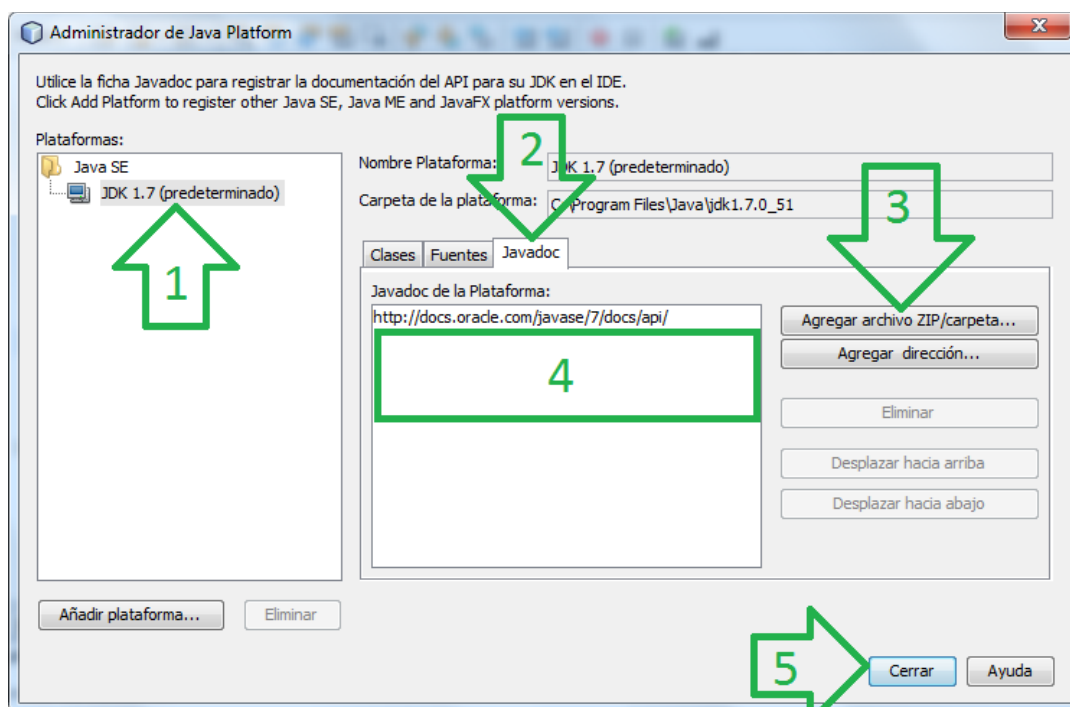 Administrador de Java Platform
Utilice la ficha Javadoc para registrar la documentación del API para su JDK en el IDE.
Click Add Platform to register other Java SE, Java ME and JavaFX platform versions.
Plataformas:
Java SE
JDK 1.7 (predeterminado)
1
2
Nombre Plataforma:
JDK 1.7 (predeterminado)
Carpeta de la plataforma:
C:\Program Files\Java\jdk1.7.0_51
3
Clases
Fuentes
Javadoc
Javadoc de la Plataforma:
http://docs.oracle.com/javase/7/docs/api/
4
Agregar archivo ZIP/carpeta...
Agregar dirección...
Eliminar
Desplazar hacia arriba
Desplazar hacia abajo
Añadir plataforma...
Eliminar
5
Cerrar
Ayuda